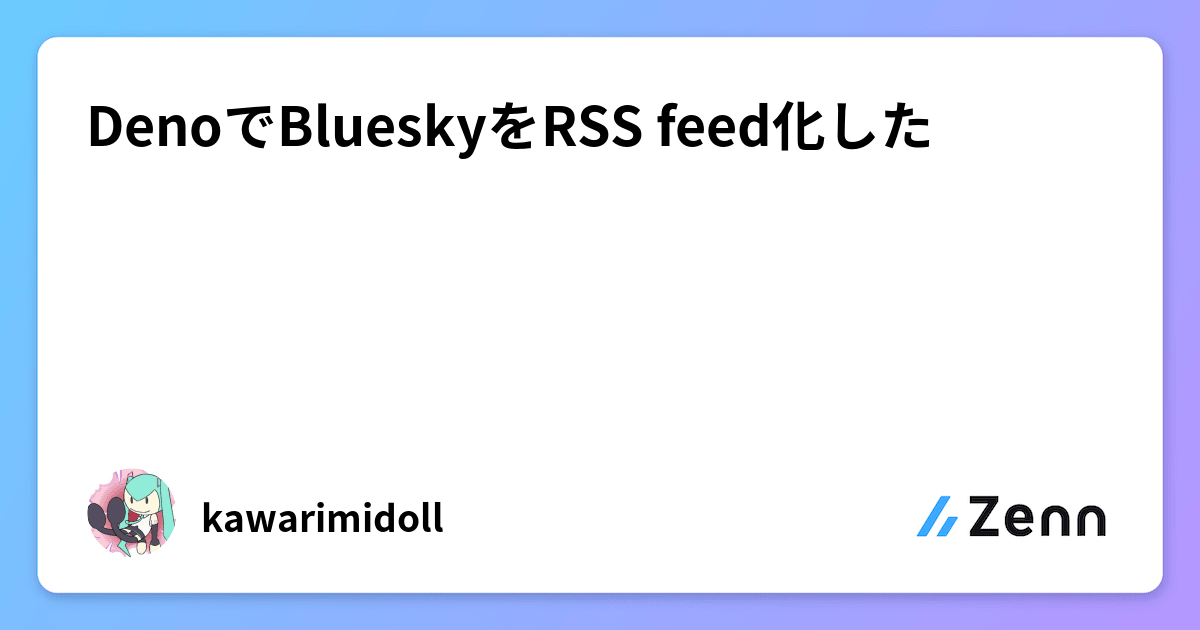 DenoでBlueskyをRSS feed化した
kawarimidoll
Zenn